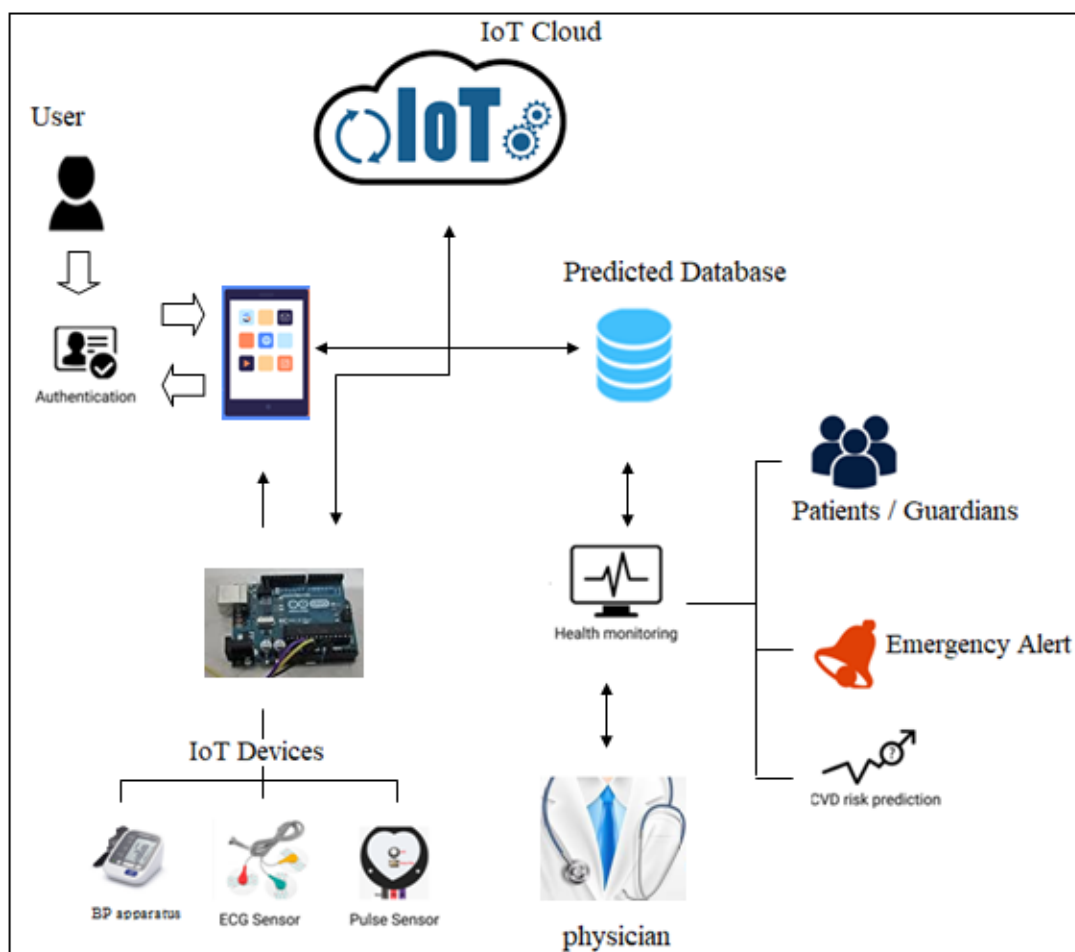 IoT Cloud
IoT
User
Predicted Database
Authentication
Patients / Guardians
Health monitoring
Emergency Alert
IoT Devices
CVD risk prediction
BP apparatus
ECG Sensor
Pulse Sensor
physician